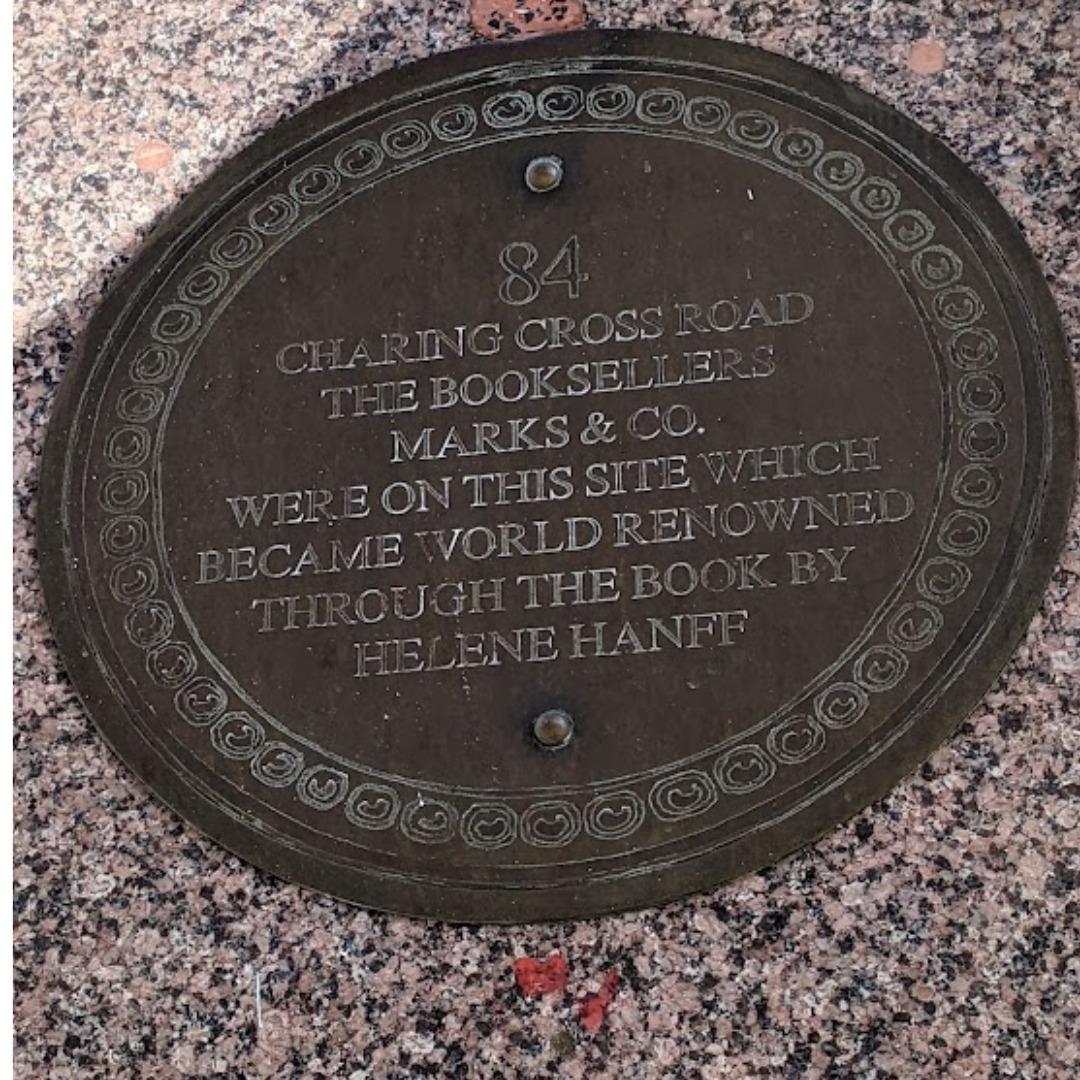 84
CHARING CROSS ROAD
THE BOOKSELLERS
MARKS & CO.
WERE ON THIS SITE WHICH
BECAME WORLD RENOWNED
THROUGH THE BOOK BY
HELENE HANFF